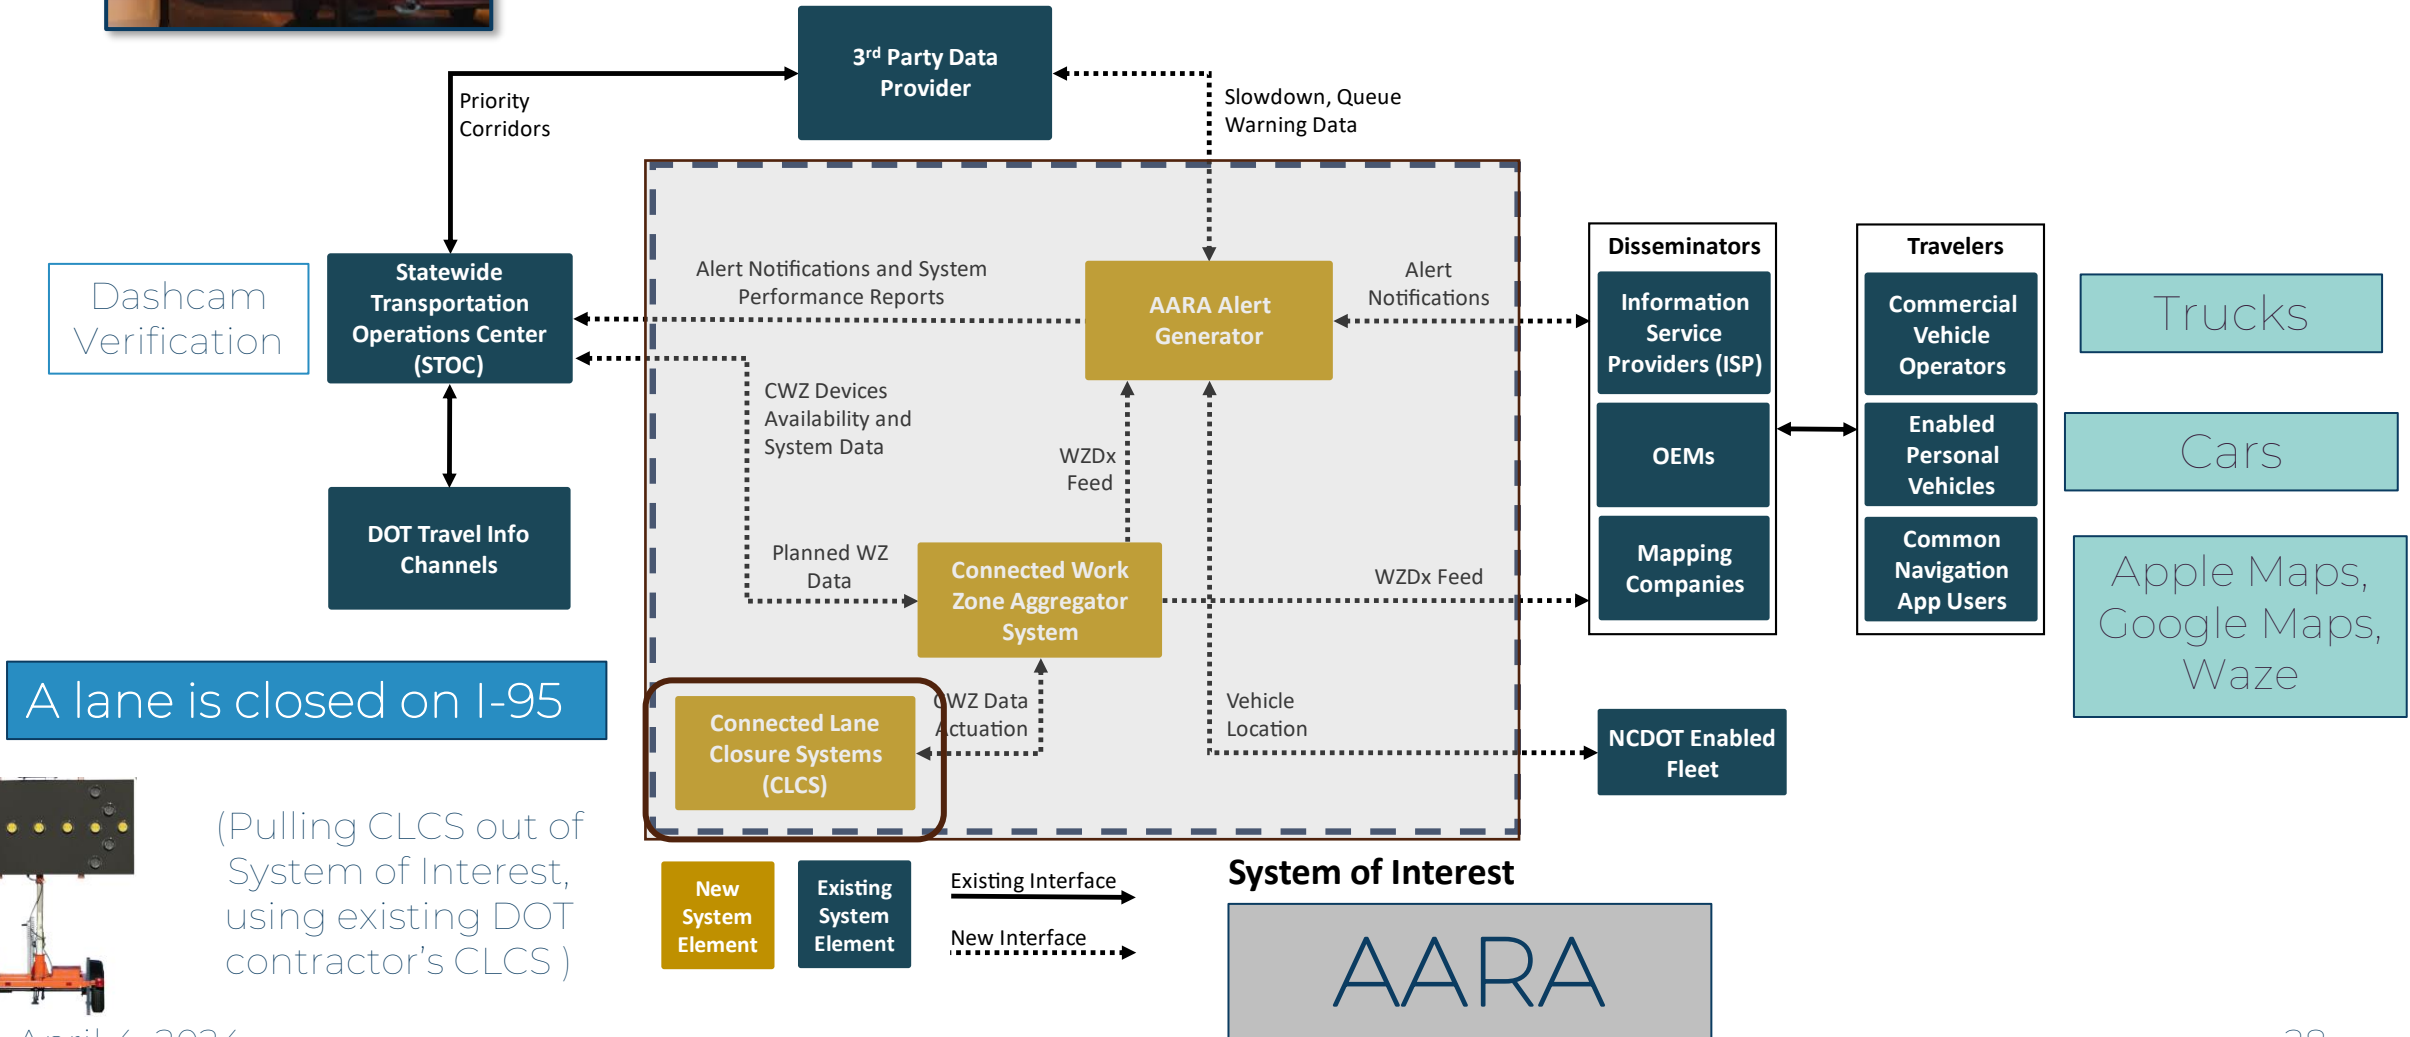 3rd Party Data
Provider
Priority
Corridors
Slowdown, Queue
Warning Data
Dashcam
Verification
Statewide
Transportation
Operations Center
(STOC)
Alert Notifications and System
Performance Reports
AARA Alert
Generator
Alert
Notifications
Disseminators
Information
Service
Providers (ISP)
OEMs
Mapping
Companies
Travelers
Commercial
Vehicle
Operators
Enabled
Personal
Vehicles
Common
Navigation
App Users
Trucks
Cars
Apple Maps,
Google Maps,
Waze
CWZ Devices
Availability and
System Data
WZDx
Feed
DOT Travel Info
Channels
Planned WZ
Data
Connected Work
Zone Aggregator
System
WZDx Feed
A lane is closed on I-95
Connected Lane
Closure Systems
(CLCS)
CWZ Data
Actuation
Vehicle
Location
NCDOT Enabled
Fleet
(Pulling CLCS out of
System of Interest,
using existing DOT
contractor's CLCS )
New
System
Element
Existing
System
Element
Existing Interface
New Interface
System of Interest
AARA